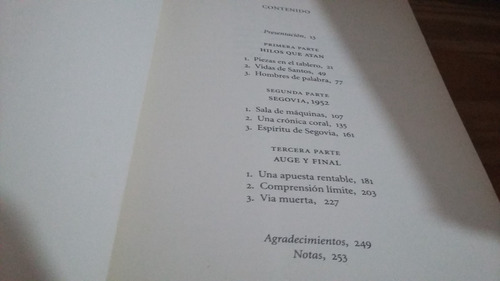 CONTENIDO
Presentación, 13
PRIMERA PARTE
HILOS QUE ATAN
1. Piezas en el tablero, 21
2. Vidas de Santos, 49
3. Hombres de palabra, 77
SEGUNDA PARTE
SEGOVIA, 1952
1. Sala de máquinas, 107
2. Una crónica coral, 135
3. Espíritu de Segovia, 161
TERCERA PARTE
AUGE Y FINAL
1. Una apuesta rentable, 181
2. Comprensión límite, 203
3. Vía muerta, 227
Agradecimientos, 249
Notas, 253